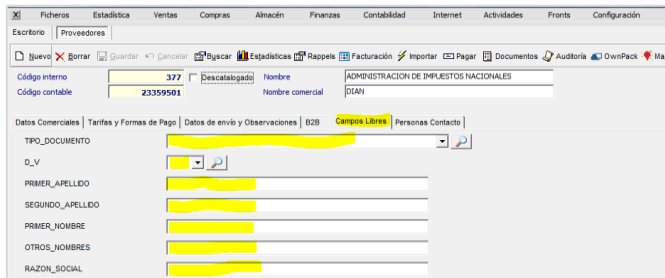 X Ficheros Estadística Ventas Compras Almacén Finanzas Contabilidad Internet Actividades Fronts Configuración
Escritorio Proveedores
Nuevo Borrar Guardar Cancelar Buscar Estadísticas Rappels Facturación Importar Pagar Documentos Auditoría OwnPack Ma
Código interno 377 Descatalogado Nombre ADMINISTRACION DE IMPUESTOS NACIONALES
Código contable 23359501 Nombre comercial DIAN
Datos Comerciales Tarifas y Formas de Pago Datos de envío y Observaciones B2B Campos Libres Personas Contacto
TIPO_DOCUMENTO
D_V
PRIMER_APELLIDO
SEGUNDO_APELLIDO
PRIMER_NOMBRE
OTROS_NOMBRES
RAZON_SOCIAL